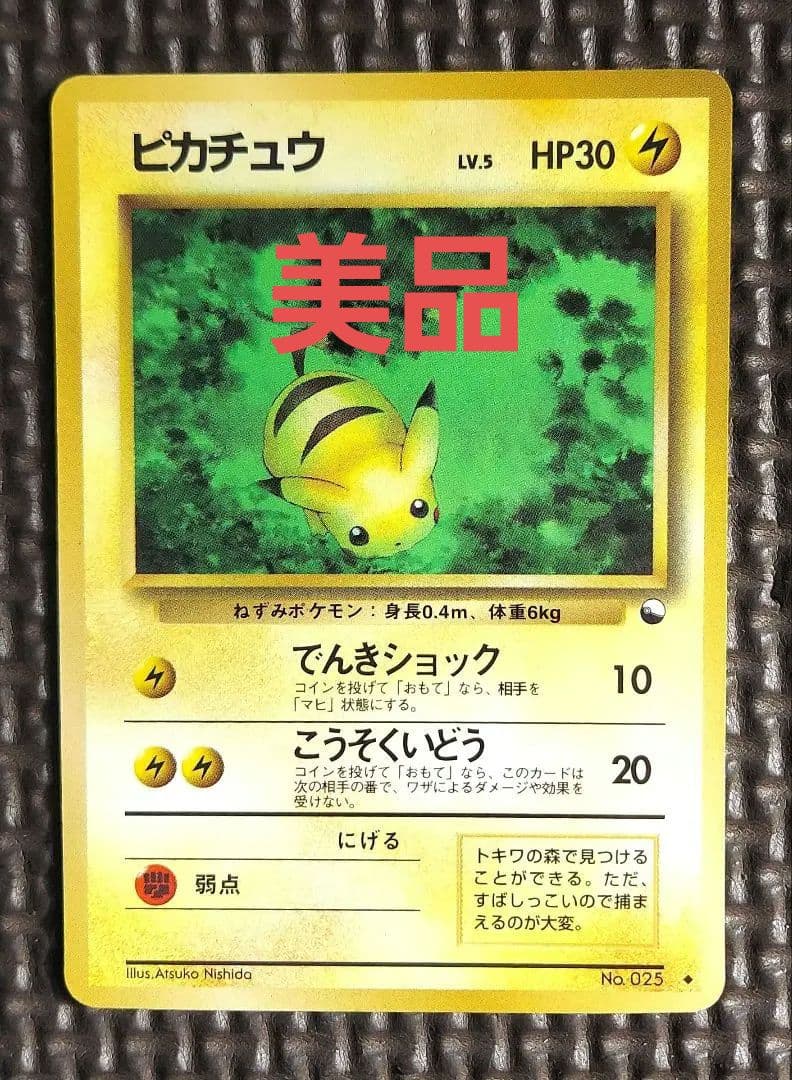 ピカチュウ LV.5 HP30
美品
ねずみポケモン：身長0.4m、体重6kg
でんきショック 10
コインを投げて「おもて」なら、相手を
「マヒ」状態にする。
こうそくいどう 20
コインを投げて「おもて」なら、このカードは
次の相手の番で、ワザによるダメージや効果を
受けない。
にげる
弱点
トキワの森で見つける
ことができる。ただ、
すばしっこいので捕ま
えるのが大変。
Illus.Atsuko Nishida
No. 025